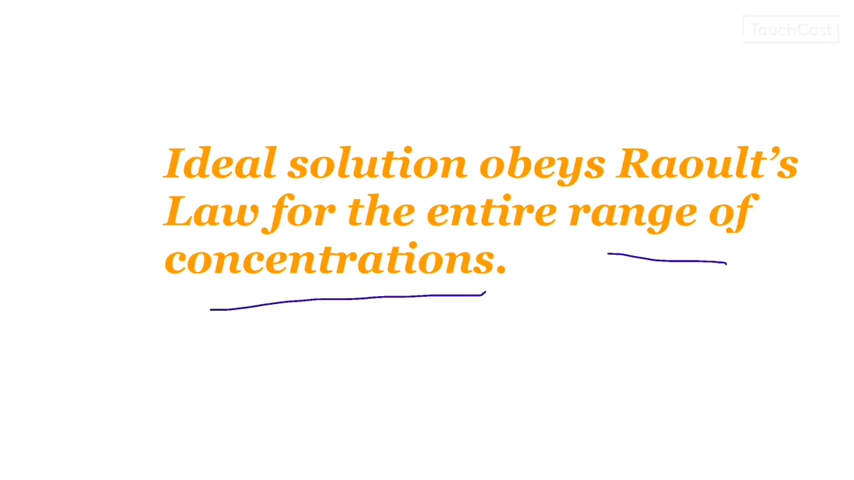 TouchCast
Ideal solution obeys Raoult's
Law for the entire range of
concentrations.